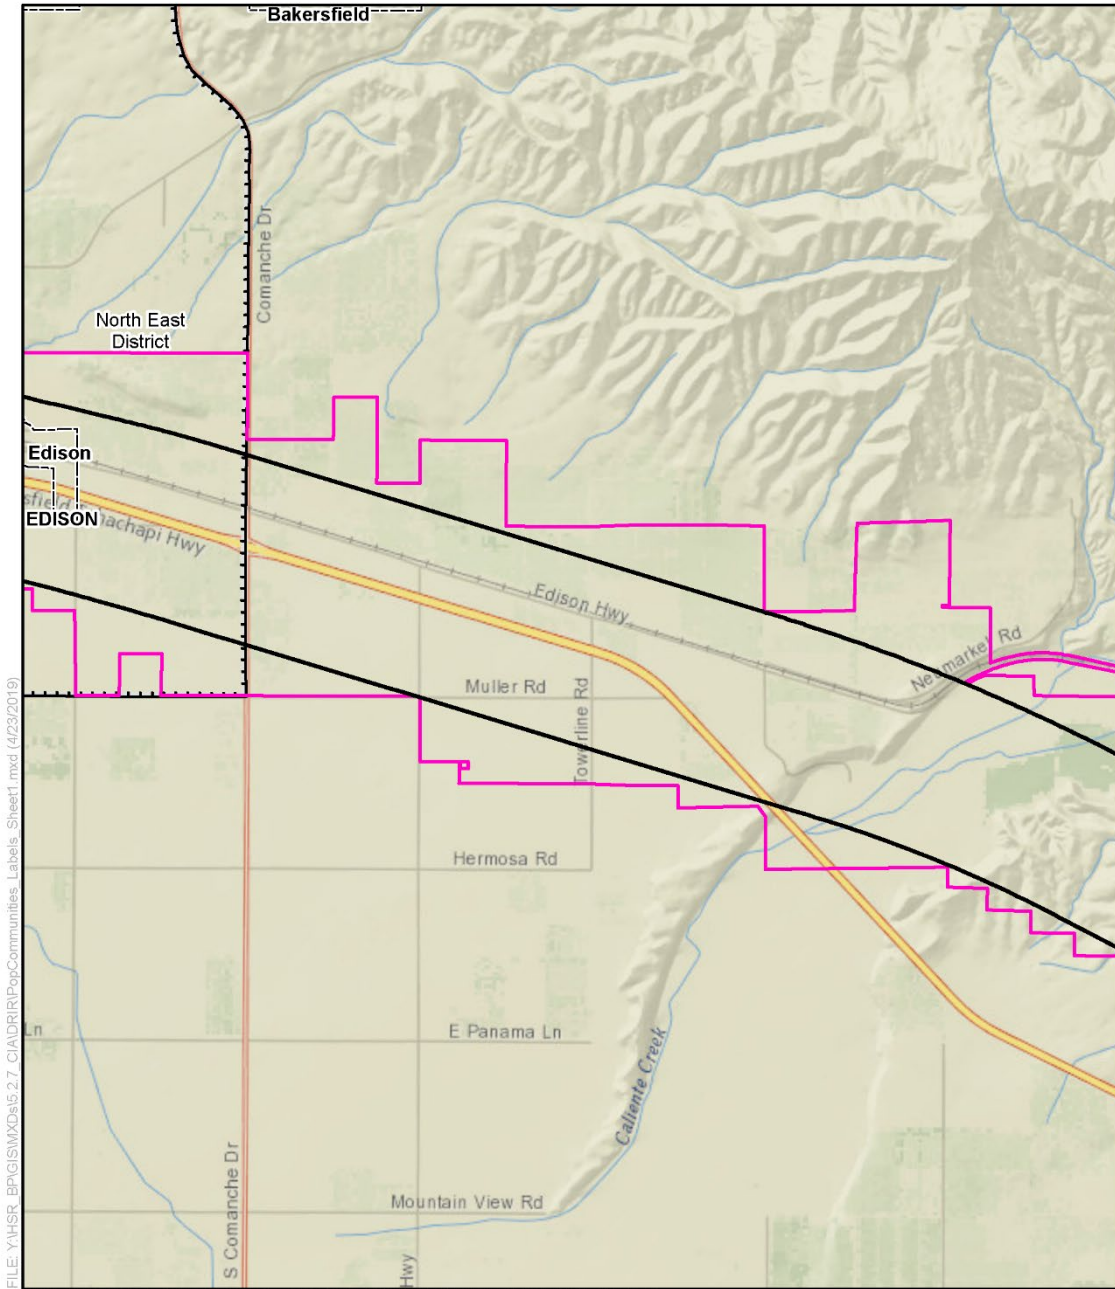 Bakersfield
Comanche Dr
North East
District
Edison
EDISON
sfield
achapi Hwy
Edison Hwy
Muller Rd
Towerline Rd
Hermosa Rd
Ln
E Panama Ln
Caliente Creek
S Comanche Dr
Mountain View Rd
Hwy
FILE: Y:\HSR_BP\GIS\MXDs\5.2.7_CIA\DRIR\PopCommunities_Labels_Sheet1.mxd (4/23/2019)